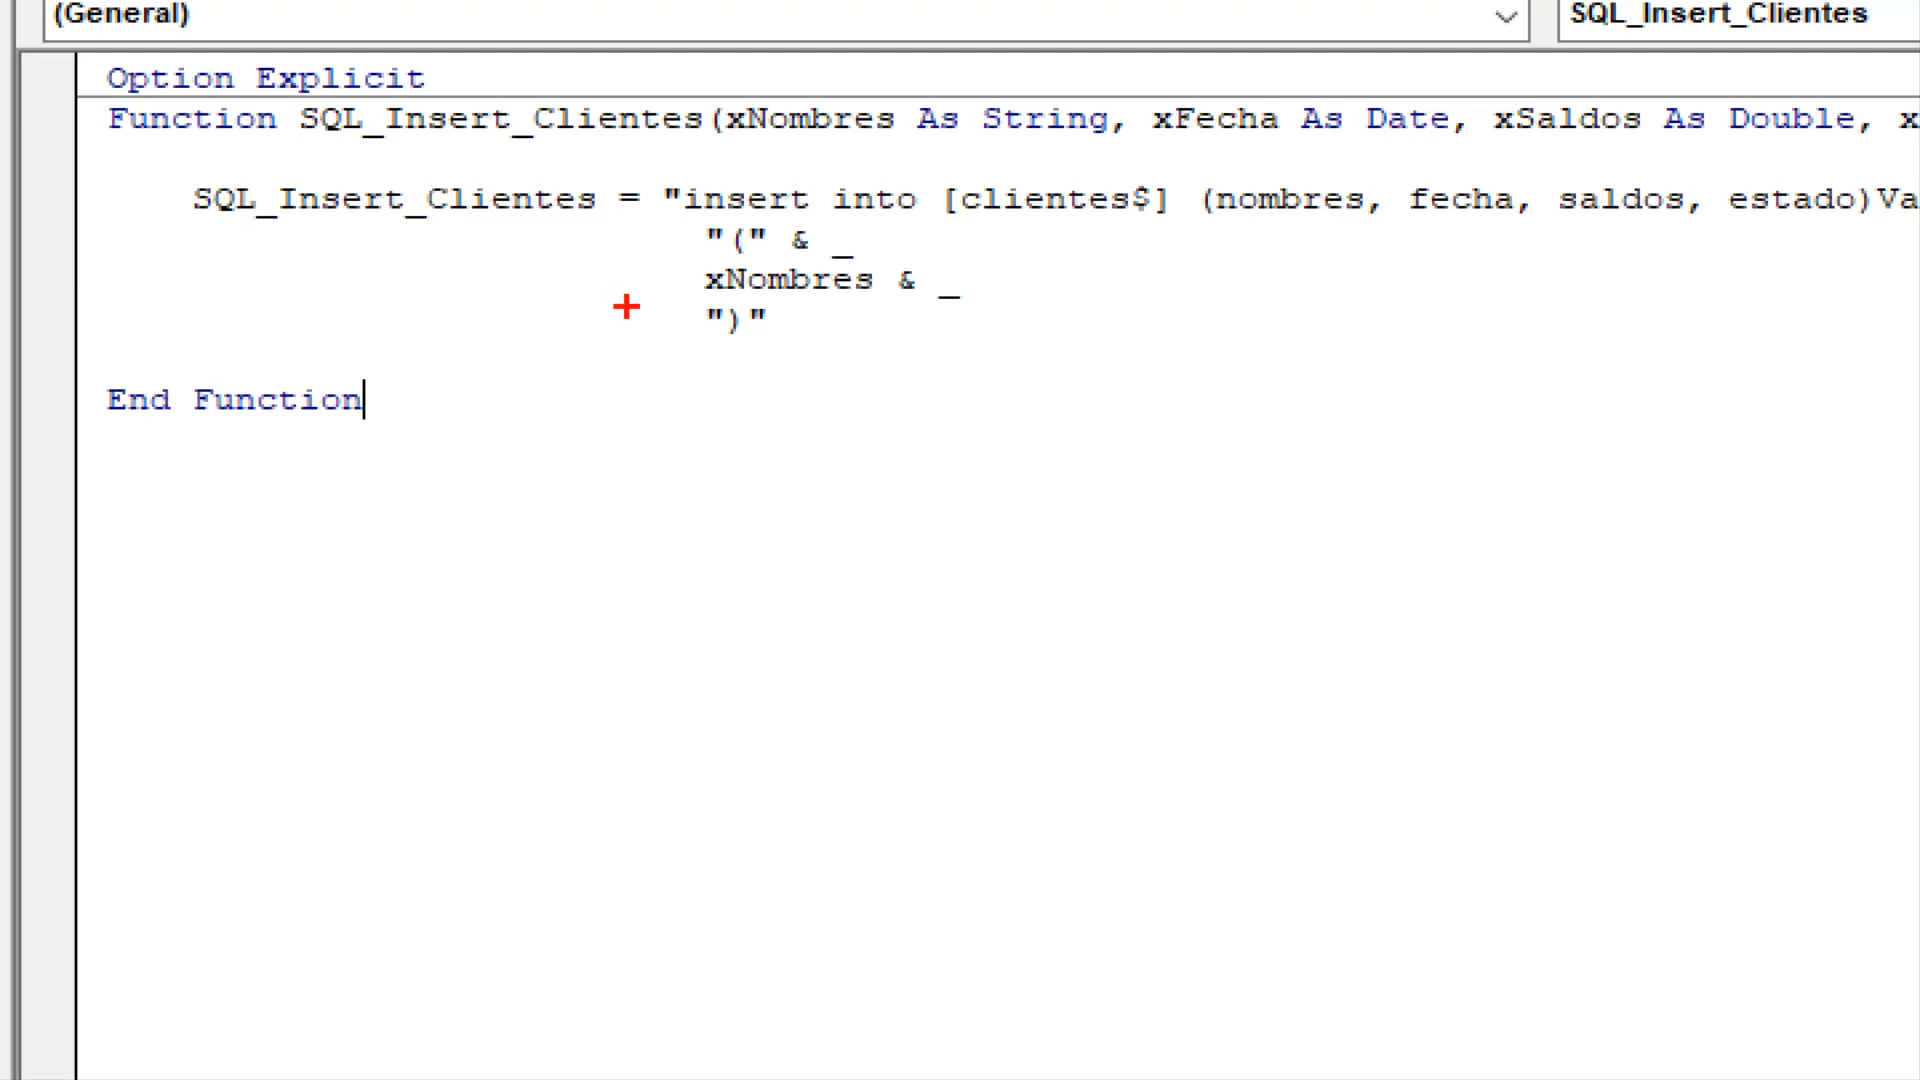 (General)
SQL_Insert_Clientes
Option Explicit
Function SQL_Insert_Clientes(xNombres As String, xFecha As Date, xSaldos As Double, x
SQL_Insert_Clientes = "insert into [clientes$] (nombres, fecha, saldos, estado)Va
"(" & _
xNombres & _
")"
End Function